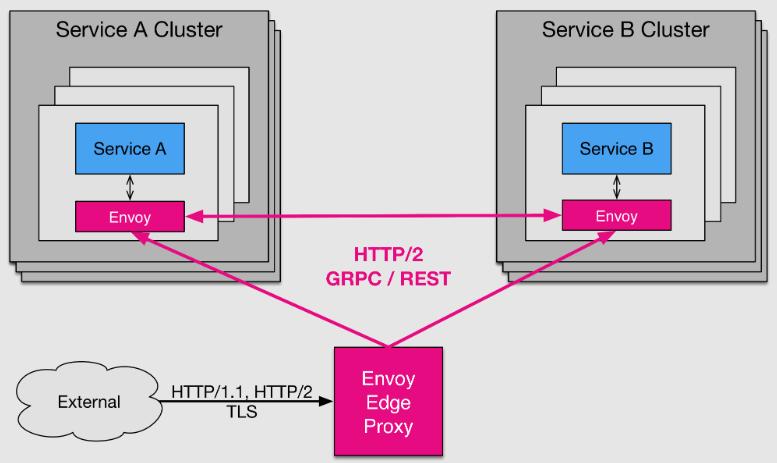 Service A Cluster
Service B Cluster
Service A
Service B
Envoy
Envoy
HTTP/2
GRPC / REST
External
HTTP/1.1, HTTP/2
TLS
Envoy
Edge
Proxy